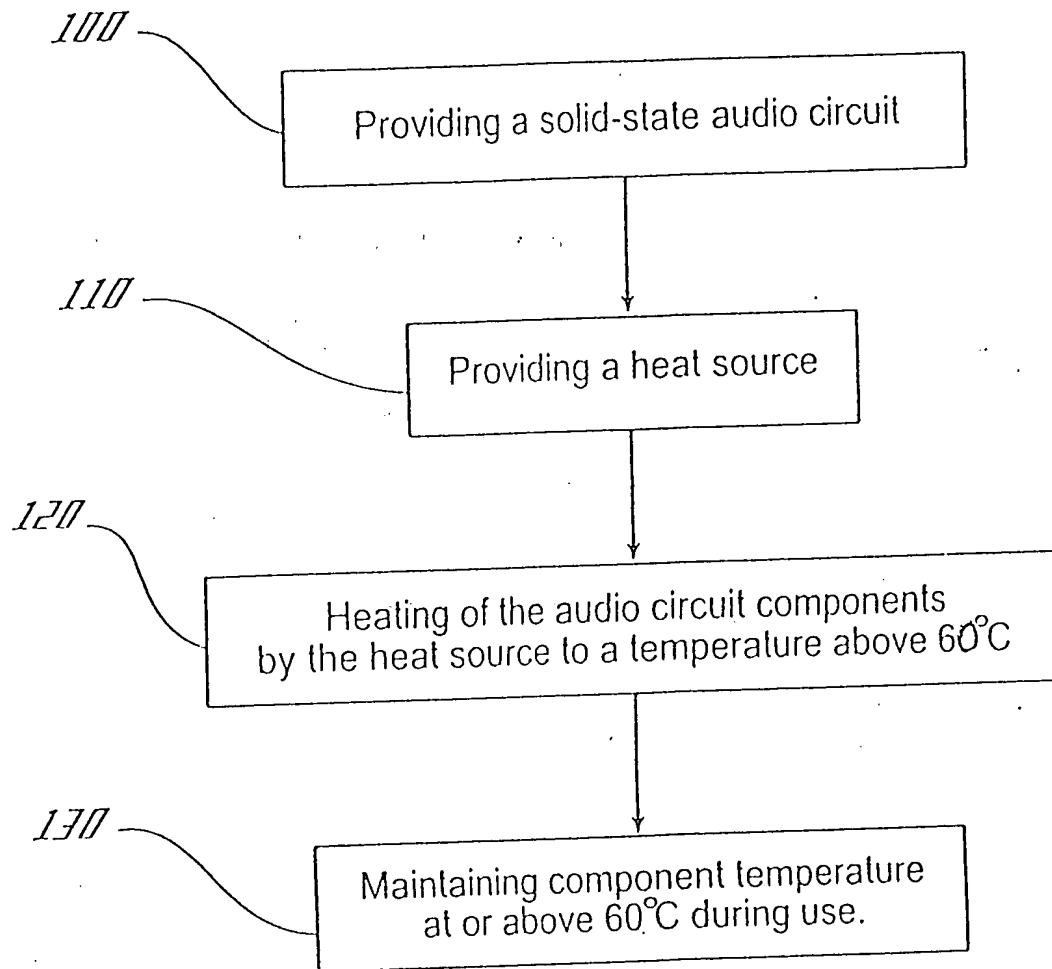 100
Providing a solid-state audio circuit
110
Providing a heat source
120
Heating of the audio circuit components
by the heat source to a temperature above 60°C
130
Maintaining component temperature
at or above 60°C during use.